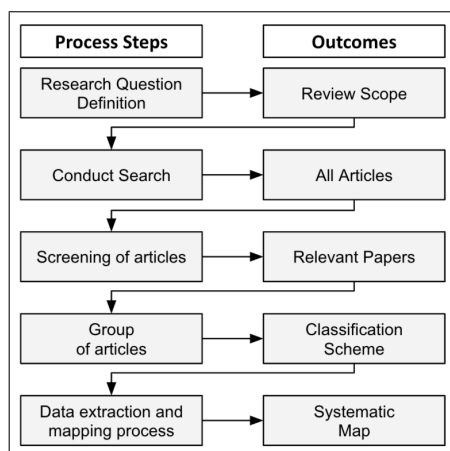 Process Steps
Outcomes
Research Question
Definition
Review Scope
Conduct Search
All Articles
Screening of articles
Relevant Papers
Group
of articles
Classification
Scheme
Data extraction and
mapping process
Systematic
Map